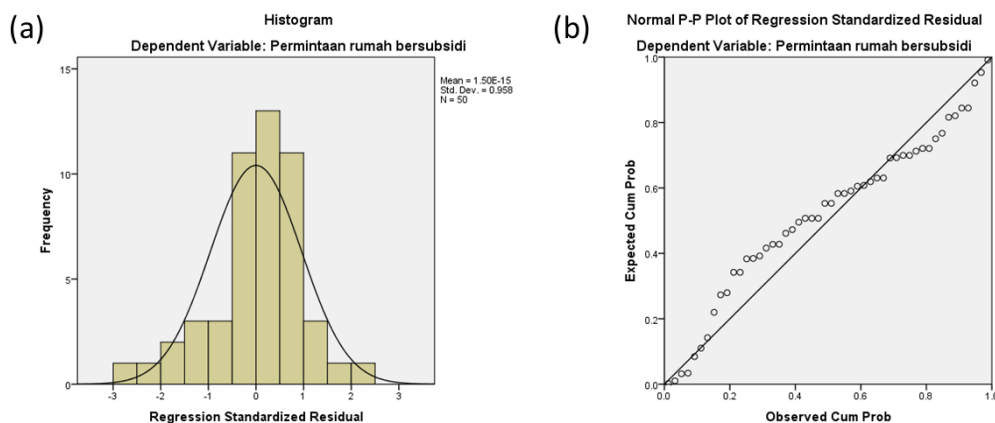 (a)
Histogram
Dependent Variable: Permintaan rumah bersubsidi
Mean = 1.50E-15
Std. Dev. = 0.958
N = 50
Frequency
15
10
5
0
-3 -2 -1 0 1 2 3
Regression Standardized Residual
(b)
Normal P-P Plot of Regression Standardized Residual
Dependent Variable: Permintaan rumah bersubsidi
Expected Cum Prob
1.0
0.8
0.6
0.4
0.2
0.0
0.0 0.2 0.4 0.6 0.8 1.0
Observed Cum Prob